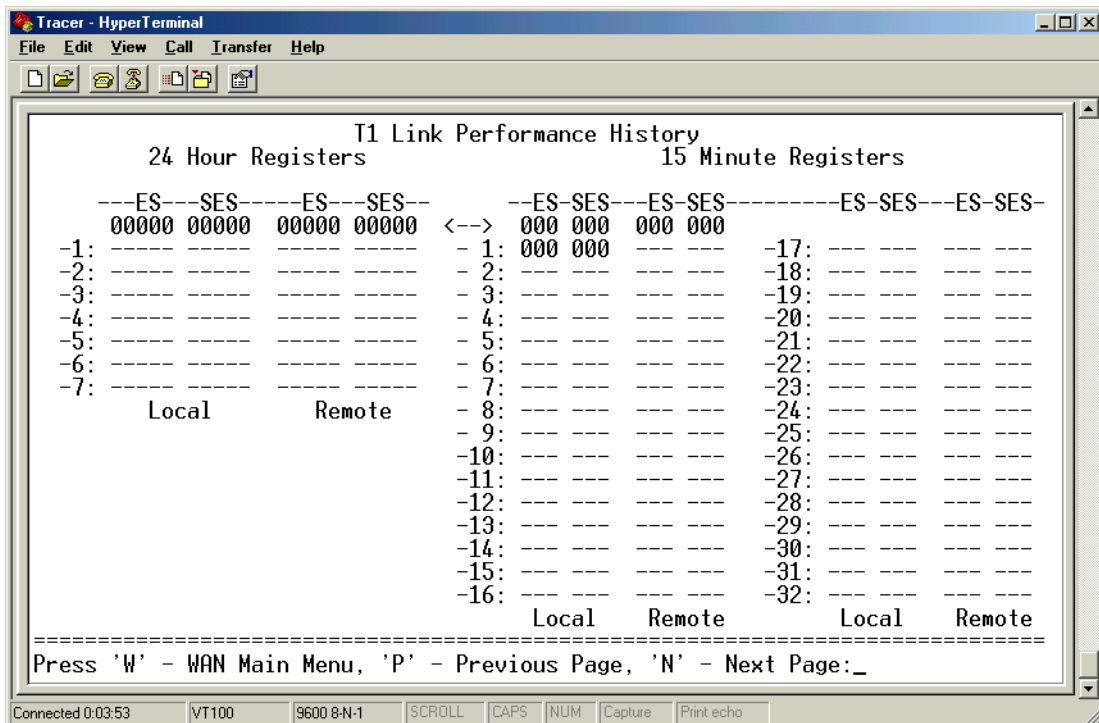 Tracer - HyperTerminal
File Edit View Call Transfer Help
T1 Link Performance History
24 Hour Registers 15 Minute Registers
---ES---SES-----ES---SES-- --ES-SES---ES-SES----------ES-SES---ES-SES-
00000 00000 00000 00000 <--> 000 000 000 000
-1: ----- ----- ----- ----- - 1: 000 000 --- --- -17: --- --- --- ---
-2: ----- ----- ----- ----- - 2: --- --- --- --- -18: --- --- --- ---
-3: ----- ----- ----- ----- - 3: --- --- --- --- -19: --- --- --- ---
-4: ----- ----- ----- ----- - 4: --- --- --- --- -20: --- --- --- ---
-5: ----- ----- ----- ----- - 5: --- --- --- --- -21: --- --- --- ---
-6: ----- ----- ----- ----- - 6: --- --- --- --- -22: --- --- --- ---
-7: ----- ----- ----- ----- - 7: --- --- --- --- -23: --- --- --- ---
Local Remote - 8: --- --- --- --- -24: --- --- --- ---
- 9: --- --- --- --- -25: --- --- --- ---
-10: --- --- --- --- -26: --- --- --- ---
-11: --- --- --- --- -27: --- --- --- ---
-12: --- --- --- --- -28: --- --- --- ---
-13: --- --- --- --- -29: --- --- --- ---
-14: --- --- --- --- -30: --- --- --- ---
-15: --- --- --- --- -31: --- --- --- ---
-16: --- --- --- --- -32: --- --- --- ---
Local Remote Local Remote
===============================================================================
Press 'W' - WAN Main Menu, 'P' - Previous Page, 'N' - Next Page:_
Connected 0:03:53 VT100 9600 8-N-1 SCROLL CAPS NUM Capture Print echo